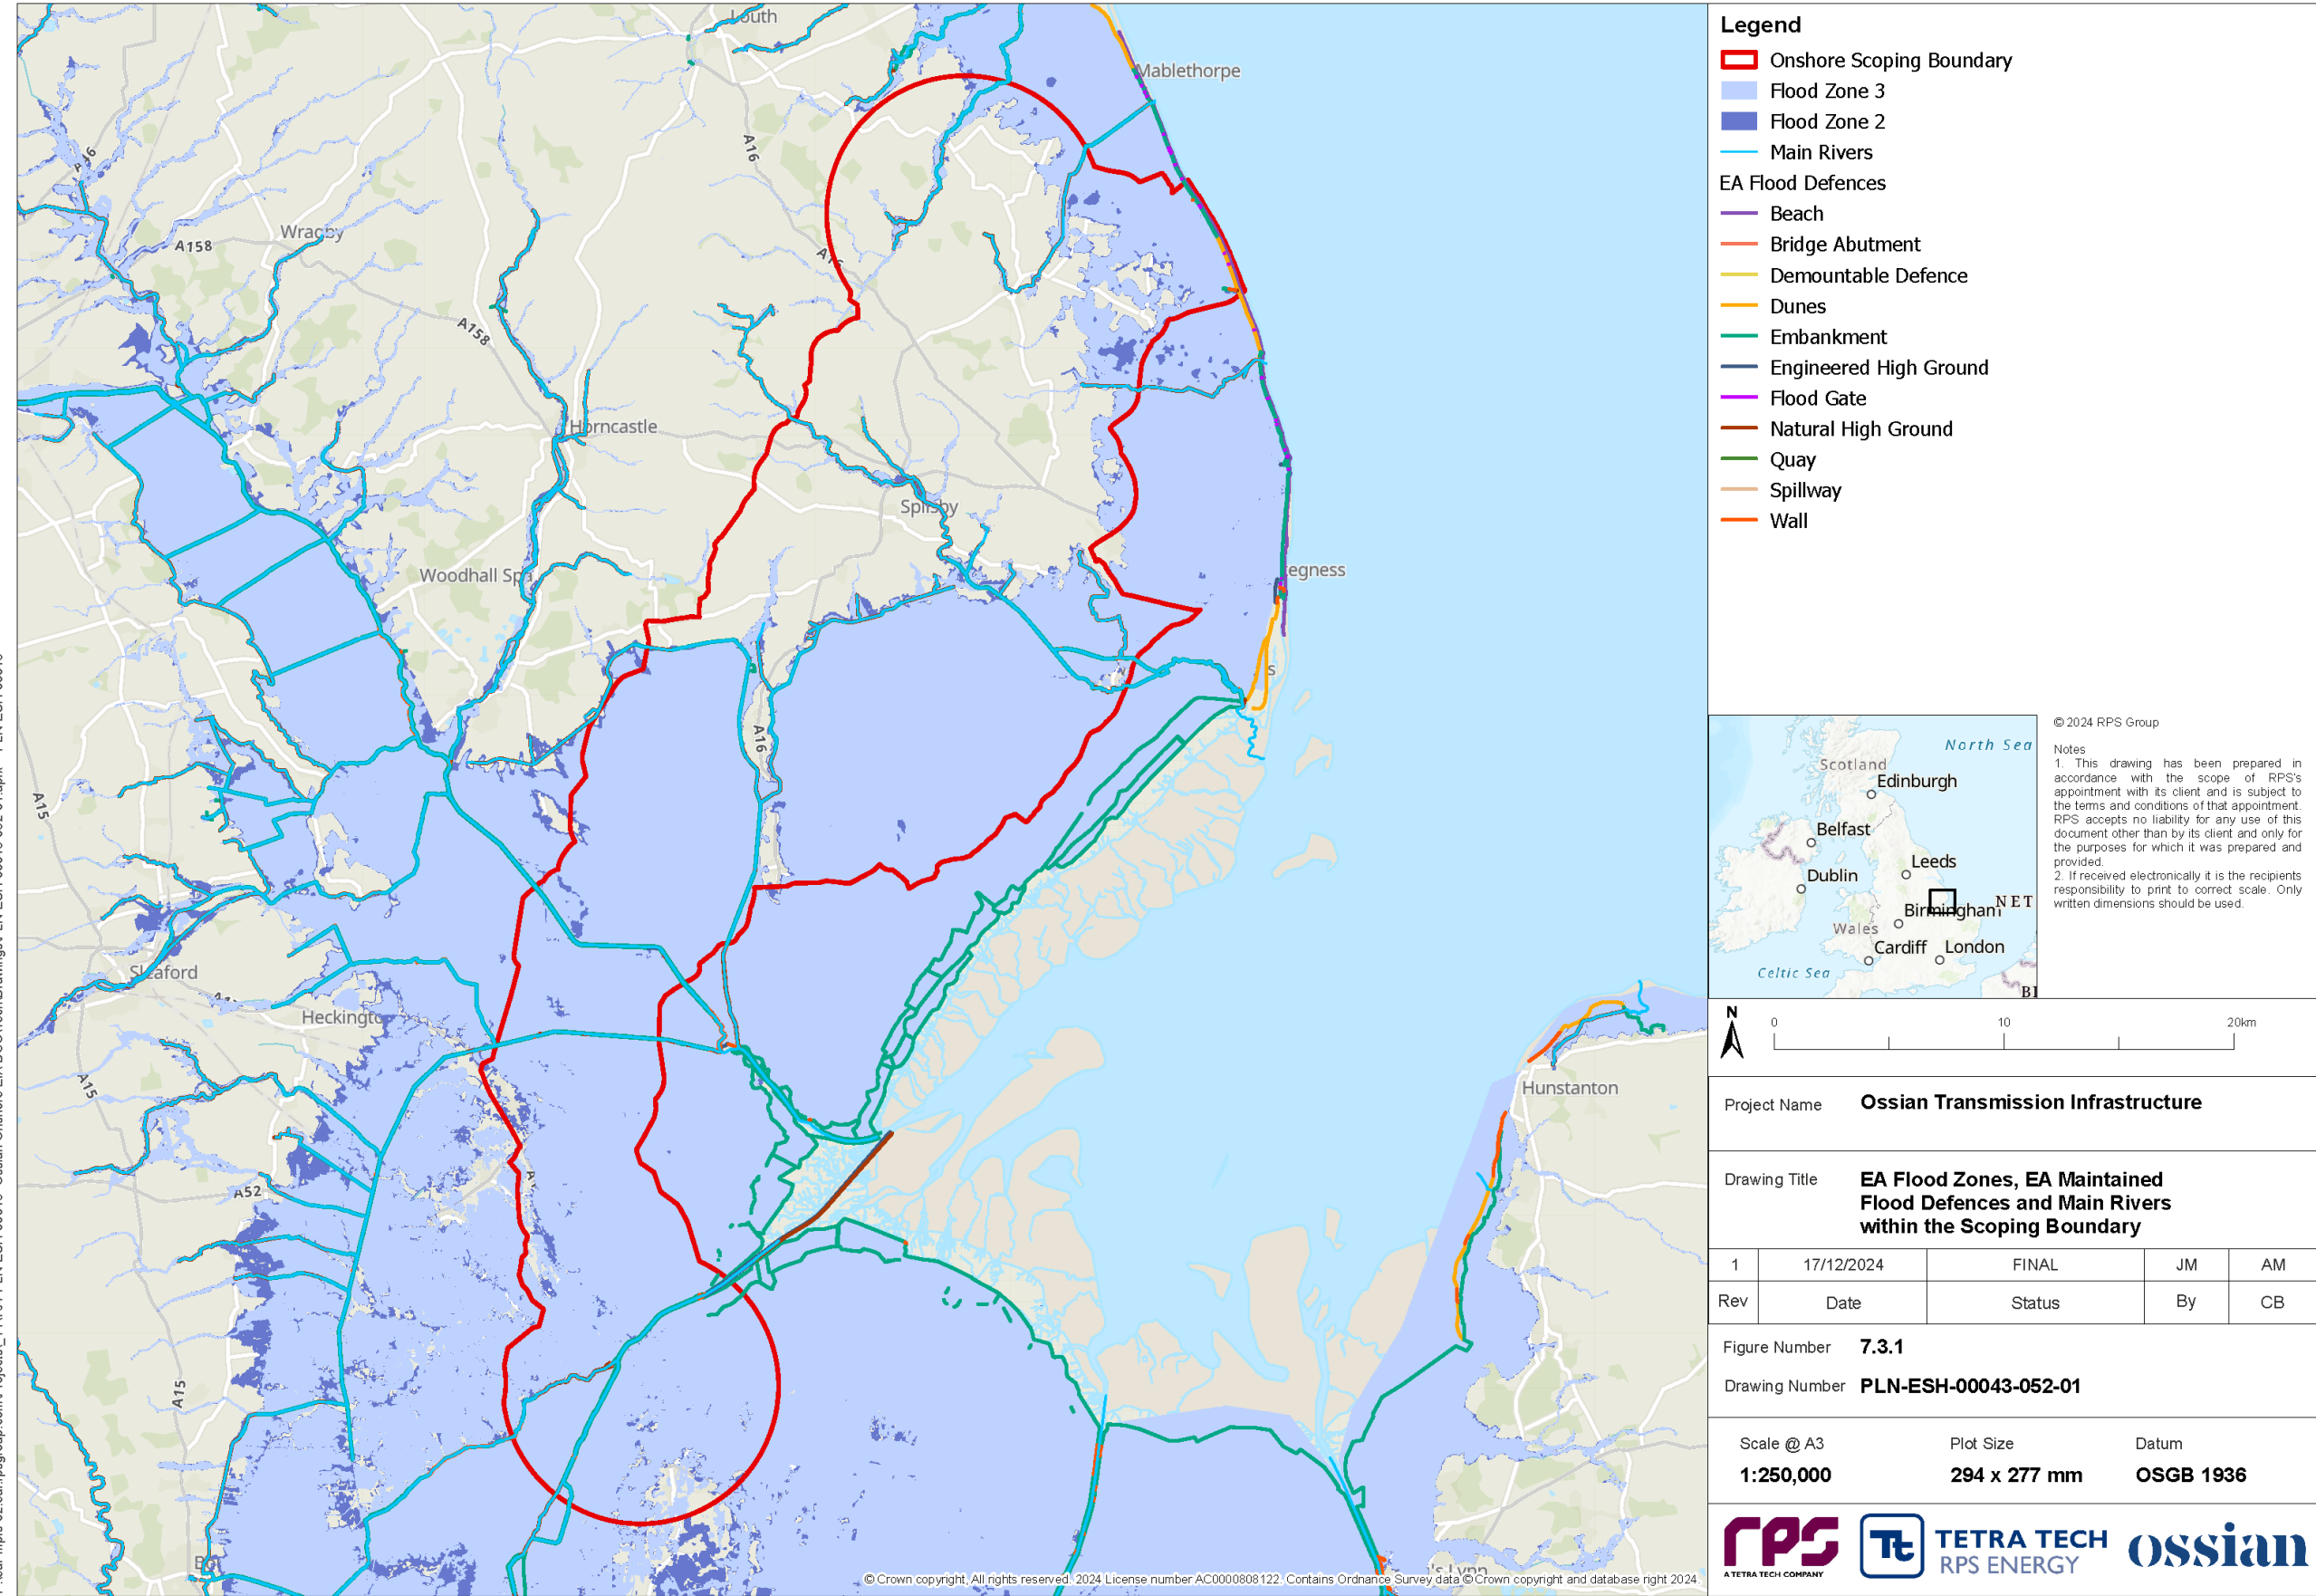 Louth
Mablethorpe
A16
A46
Wragby
A158
A16
A158
Horncastle
Spilsby
Woodhall Spa
egness
s
A16
A15
Sleaford
Heckington
A15
A52
A15
Hunstanton
's Lynn
© Crown copyright, All rights reserved. 2024 License number AC0000808122. Contains Ordnance Survey data © Crown copyright and database right 2024.
Legend
Onshore Scoping Boundary
Flood Zone 3
Flood Zone 2
Main Rivers
EA Flood Defences
Beach
Bridge Abutment
Demountable Defence
Dunes
Embankment
Engineered High Ground
Flood Gate
Natural High Ground
Quay
Spillway
Wall
North Sea
Scotland
Edinburgh
Belfast
Leeds
Dublin
NET
Birmingham
Wales
Cardiff
London
Celtic Sea
BI
© 2024 RPS Group
Notes
1. This drawing has been prepared in
accordance with the scope of RPS's
appointment with its client and is subject to
the terms and conditions of that appointment.
RPS accepts no liability for any use of this
document other than by its client and only for
the purposes for which it was prepared and
provided.
2. If received electronically it is the recipients
responsibility to print to correct scale. Only
written dimensions should be used.
N
0 10 20km
Project Name Ossian Transmission Infrastructure
Drawing Title EA Flood Zones, EA Maintained
Flood Defences and Main Rivers
within the Scoping Boundary
1 17/12/2024 FINAL JM AM
Rev Date Status By CB
Figure Number 7.3.1
Drawing Number PLN-ESH-00043-052-01
Scale @ A3 Plot Size Datum
1:250,000 294 x 277 mm OSGB 1936
rps
A TETRA TECH COMPANY
Tt
TETRA TECH
RPS ENERGY
ossian